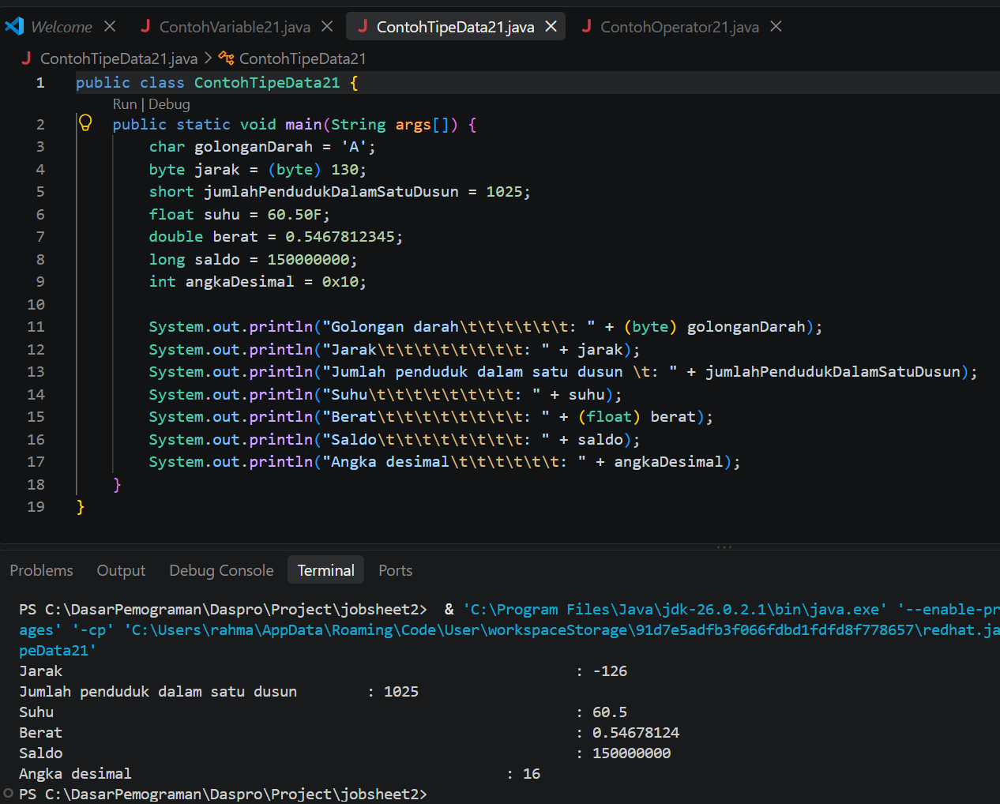 Welcome ContohVariable21.java ContohTipeData21.java ContohOperator21.java
ContohTipeData21.java > ContohTipeData21
1 public class ContohTipeData21 {
Run | Debug
2 public static void main(String args[]) {
3 char golonganDarah = 'A';
4 byte jarak = (byte) 130;
5 short jumlahPendudukDalamSatuDusun = 1025;
6 float suhu = 60.50F;
7 double berat = 0.5467812345;
8 long saldo = 150000000;
9 int angkaDesimal = 0x10;
10
11 System.out.println("Golongan darah\t\t\t\t\t\t: " + (byte) golonganDarah);
12 System.out.println("Jarak\t\t\t\t\t\t\t\t: " + jarak);
13 System.out.println("Jumlah penduduk dalam satu dusun \t: " + jumlahPendudukDalamSatuDusun);
14 System.out.println("Suhu\t\t\t\t\t\t\t\t: " + suhu);
15 System.out.println("Berat\t\t\t\t\t\t\t\t: " + (float) berat);
16 System.out.println("Saldo\t\t\t\t\t\t\t\t: " + saldo);
17 System.out.println("Angka desimal\t\t\t\t\t\t: " + angkaDesimal);
18 }
19 }
Problems Output Debug Console Terminal Ports
PS C:\DasarPemograman\Daspro\Project\jobsheet2> & 'C:\Program Files\Java\jdk-26.0.2.1\bin\java.exe' '--enable-pr
ages' '-cp' 'C:\Users\rahma\AppData\Roaming\Code\User\workspaceStorage\91d7e5adfb3f066fdbd1fdfd8f778657\redhat.ja
peData21'
Jarak : -126
Jumlah penduduk dalam satu dusun : 1025
Suhu : 60.5
Berat : 0.54678124
Saldo : 150000000
Angka desimal : 16
PS C:\DasarPemograman\Daspro\Project\jobsheet2>